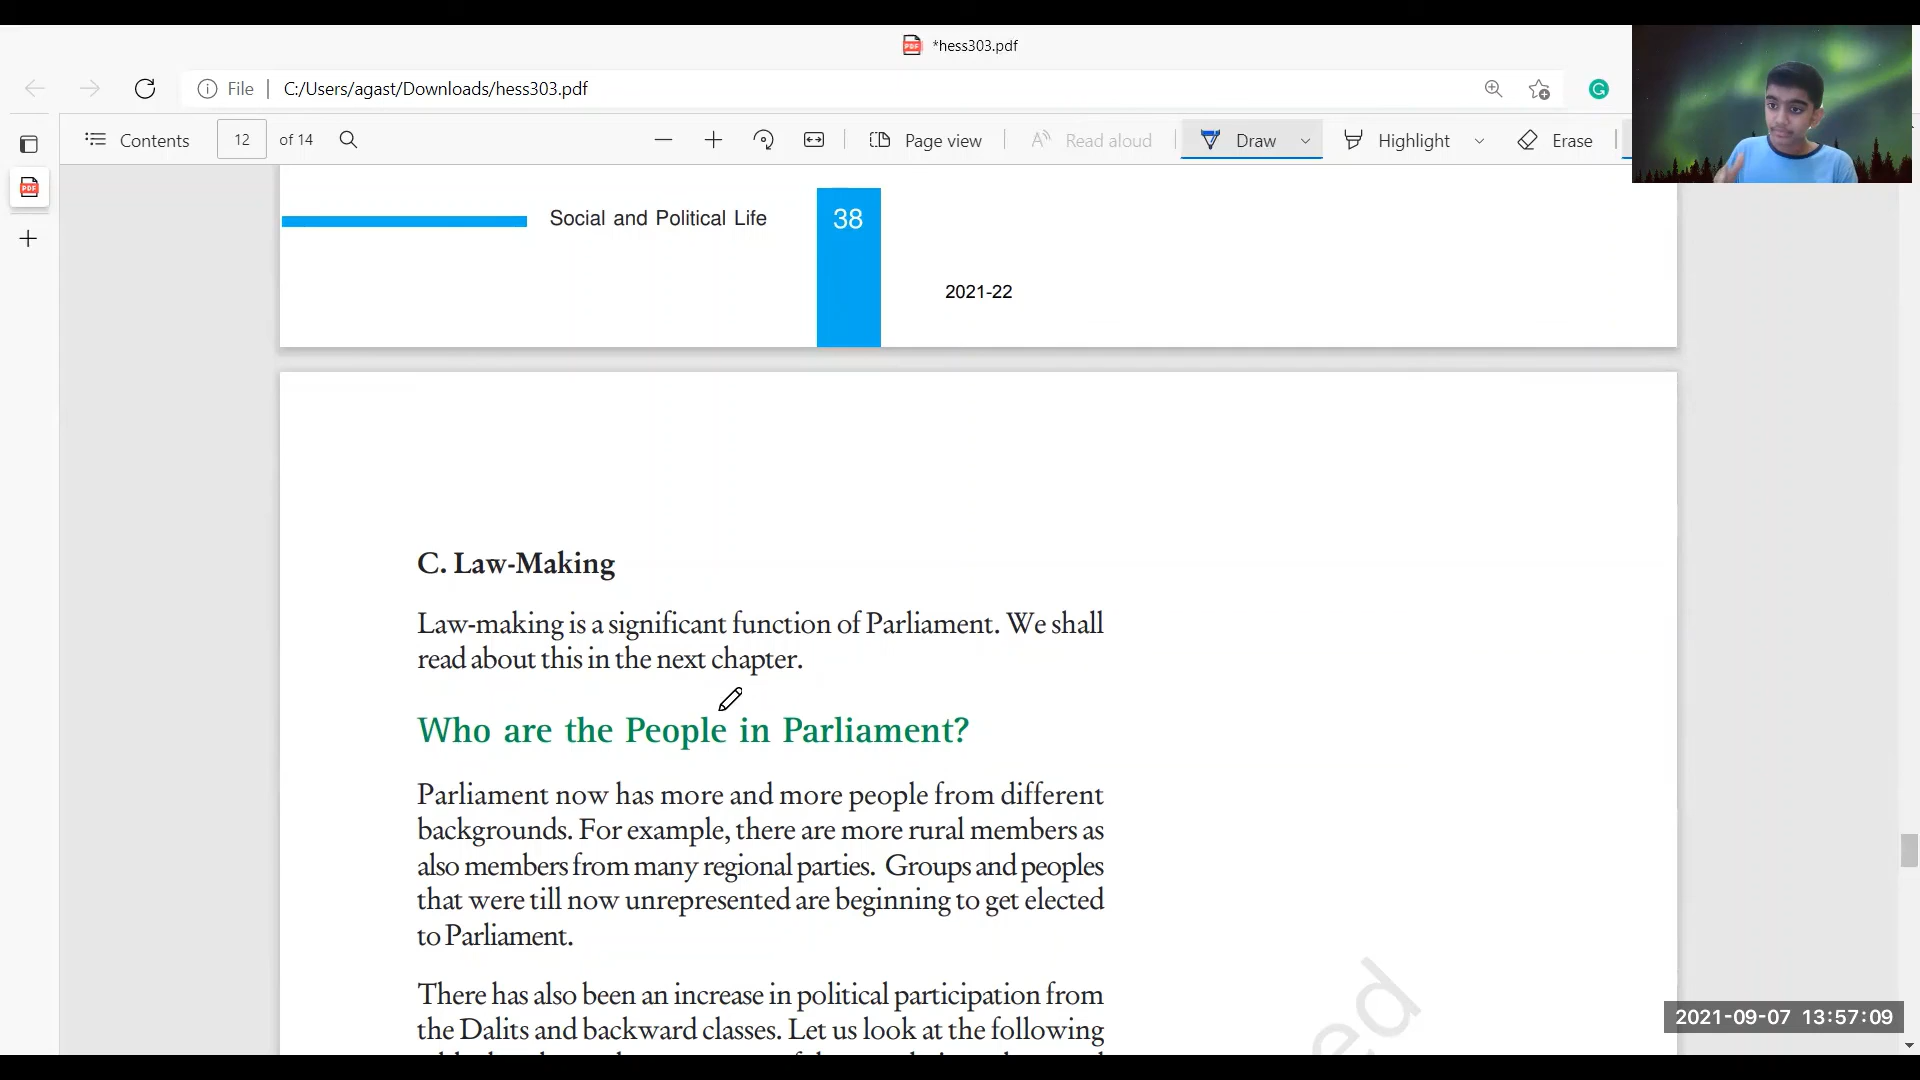 *hess303.pdf
File
C:/Users/agast/Downloads/hess303.pdf
Contents
12
of 14
Page view
Read aloud
Draw
Highlight
Erase
Social and Political Life
38
2021-22
C. Law-Making
Law-making is a significant function of Parliament. We shall
read about this in the next chapter.
Who are the People in Parliament?
Parliament now has more and more people from different
backgrounds. For example, there are more rural members as
also members from many regional parties. Groups and peoples
that were till now unrepresented are beginning to get elected
to Parliament.
There has also been an increase in political participation from
the Dalits and backward classes. Let us look at the following
ed
2021-09-07 13:57:09